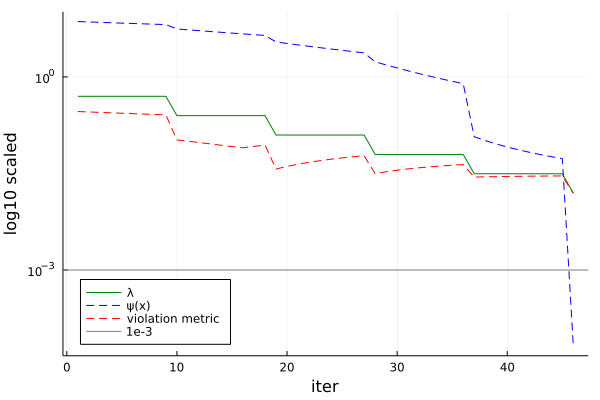 log10 scaled
10⁰
10⁻³
λ
ψ(x)
violation metric
1e-3
0 10 20 30 40
iter